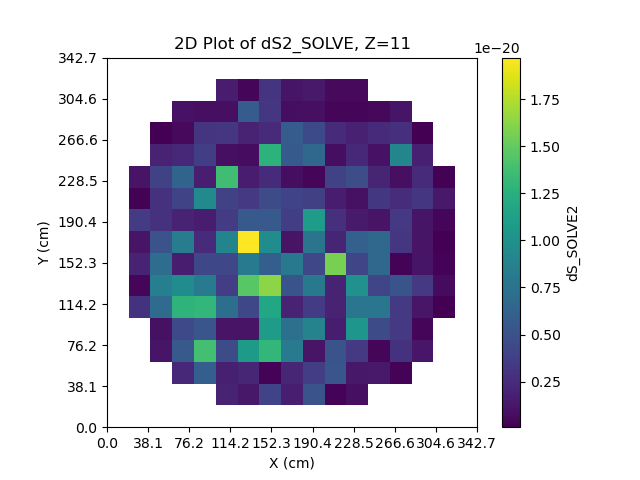 2D Plot of dS2_SOLVE, Z=11
1e−20
342.7
304.6
266.6
228.5
190.4
152.3
114.2
76.2
38.1
0.0
Y (cm)
0.0 38.1 76.2 114.2 152.3 190.4 228.5 266.6 304.6 342.7
X (cm)
1.75
1.50
1.25
1.00
0.75
0.50
0.25
dS_SOLVE2